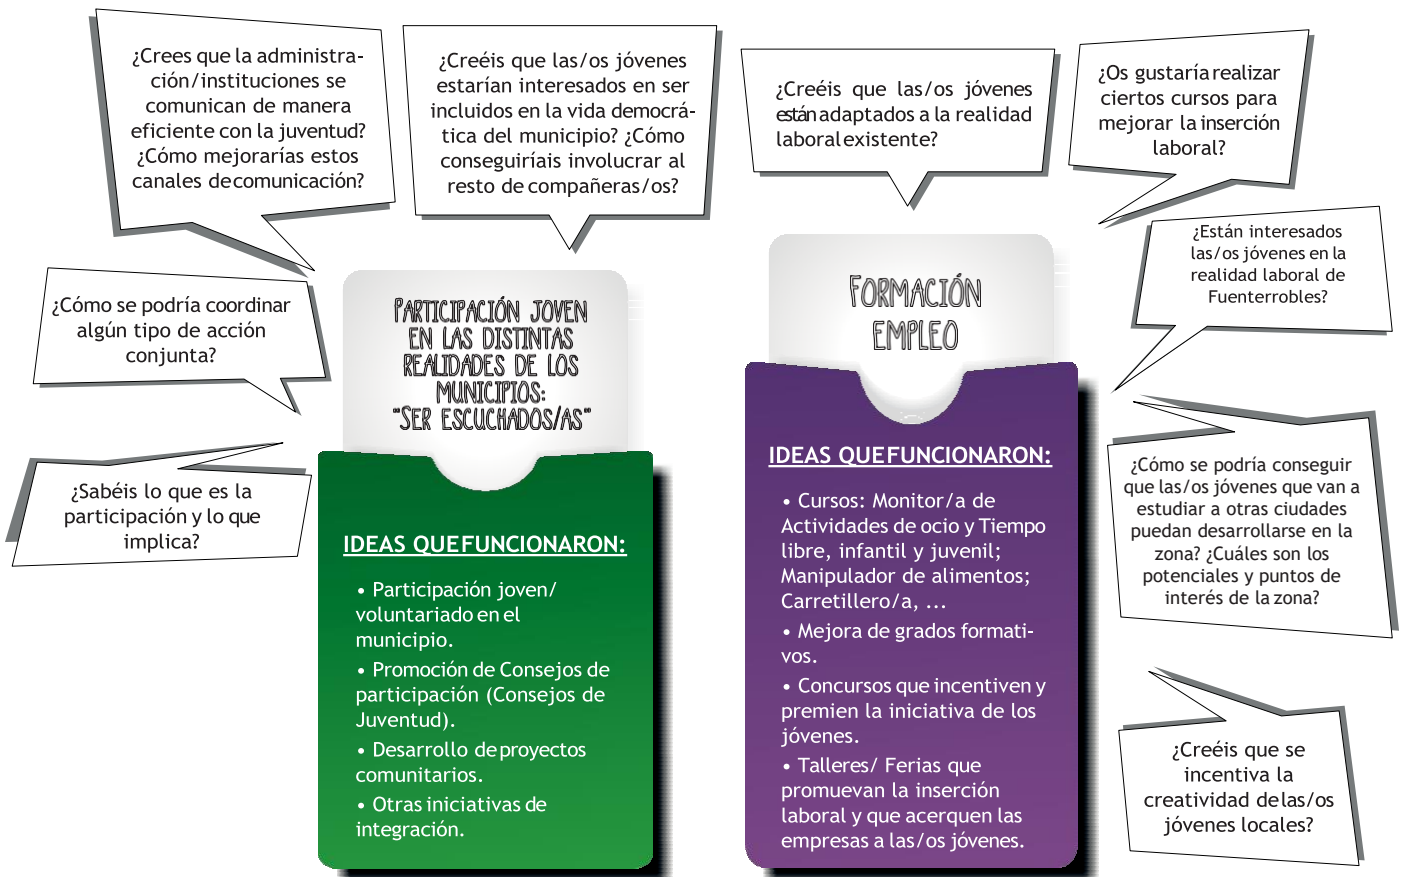 ¿Crees que la administra-
ción/instituciones se
comunican de manera
eficiente con la juventud?
¿Cómo mejorarías estos
canales de comunicación?
¿Creéis que las/os jóvenes
estarían interesados en ser
incluidos en la vida democrá-
tica del municipio? ¿Cómo
conseguiríais involucrar al
resto de compañeras/os?
¿Cómo se podría coordinar
algún tipo de acción
conjunta?
¿Sabéis lo que es la
participación y lo que
implica?
PARTICIPACIÓN JOVEN
EN LAS DISTINTAS
REALIDADES DE LOS
MUNICIPIOS:
"SER ESCUCHADOS/AS"
IDEAS QUE FUNCIONARON:
• Participación joven/
voluntariado en el
municipio.
• Promoción de Consejos de
participación (Consejos de
Juventud).
• Desarrollo de proyectos
comunitarios.
• Otras iniciativas de
integración.
¿Creéis que las/os jóvenes
están adaptados a la realidad
laboral existente?
¿Os gustaría realizar
ciertos cursos para
mejorar la inserción
laboral?
¿Están interesados
las/os jóvenes en la
realidad laboral de
Fuenterrobles?
FORMACIÓN
EMPLEO
IDEAS QUE FUNCIONARON:
• Cursos: Monitor/a de
Actividades de ocio y Tiempo
libre, infantil y juvenil;
Manipulador de alimentos;
Carretillero/a, ...
• Mejora de grados formati-
vos.
• Concursos que incentiven y
premien la iniciativa de los
jóvenes.
• Talleres/ Ferias que
promuevan la inserción
laboral y que acerquen las
empresas a las/os jóvenes.
¿Cómo se podría conseguir
que las/os jóvenes que van a
estudiar a otras ciudades
puedan desarrollarse en la
zona? ¿Cuáles son los
potenciales y puntos de
interés de la zona?
¿Creéis que se
incentiva la
creatividad de las/os
jóvenes locales?